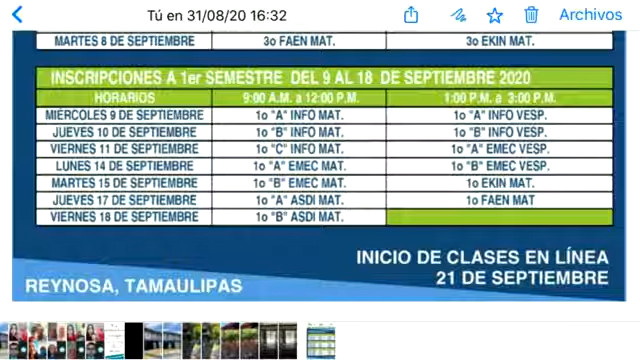 Tú en 31/08/20 16:32
Archivos
MARTES 8 DE SEPTIEMBRE 3o FAEN MAT. 3o EKIN MAT.
INSCRIPCIONES A 1er SEMESTRE DEL 9 AL 18 DE SEPTIEMBRE 2020
HORARIOS 9:00 A.M. a 12:00 P.M. 1:00 P.M. a 3:00 P.M.
MIÉRCOLES 9 DE SEPTIEMBRE 1o "A" INFO MAT. 1o "A" INFO VESP.
JUEVES 10 DE SEPTIEMBRE 1o "B" INFO MAT. 1o "B" INFO VESP.
VIERNES 11 DE SEPTIEMBRE 1o "C" INFO MAT. 1o "A" EMEC VESP.
LUNES 14 DE SEPTIEMBRE 1o "A" EMEC MAT. 1o "B" EMEC VESP.
MARTES 15 DE SEPTIEMBRE 1o "B" EMEC MAT. 1o EKIN MAT.
JUEVES 17 DE SEPTIEMBRE 1o "A" ASDI MAT. 1o FAEN MAT
VIERNES 18 DE SEPTIEMBRE 1o "B" ASDI MAT.
INICIO DE CLASES EN LÍNEA
21 DE SEPTIEMBRE
REYNOSA, TAMAULIPAS